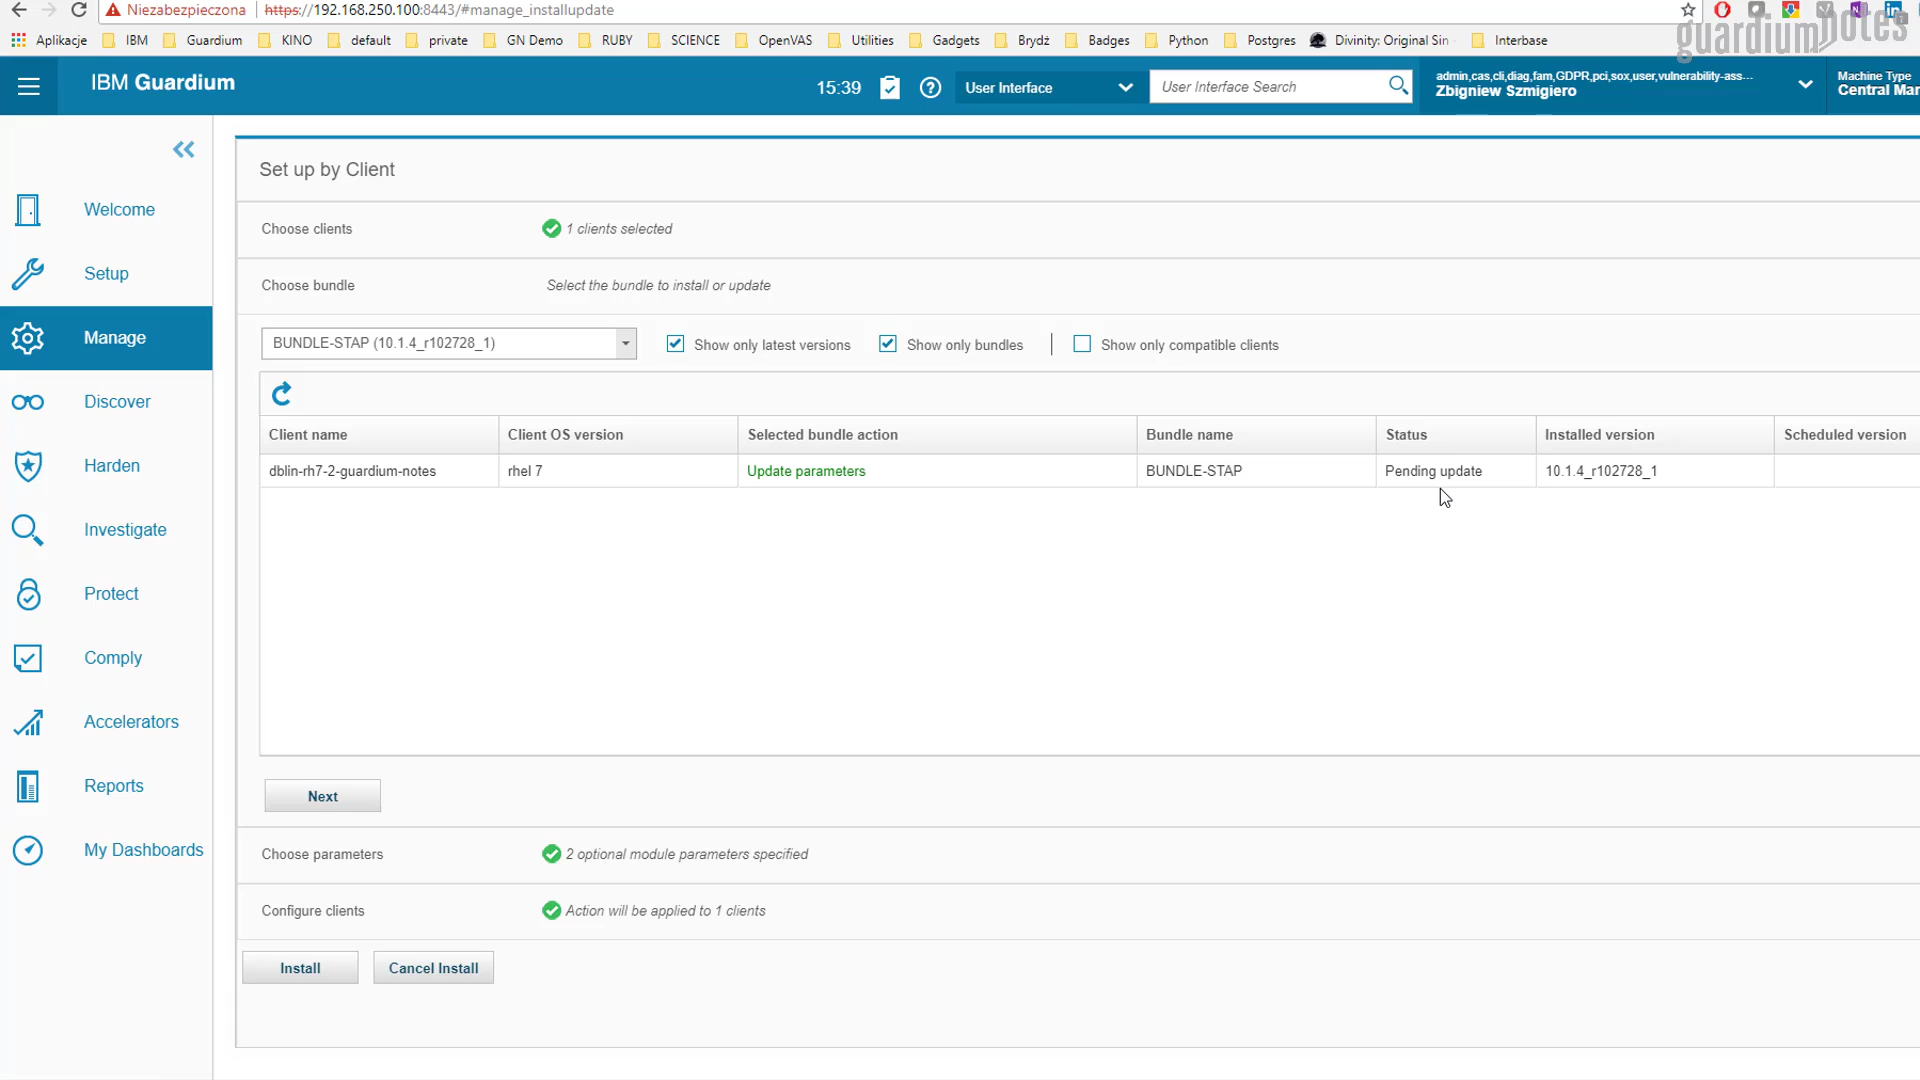 Niezabezpieczona https://192.168.250.100:8443/#manage_installupdate
Aplikacje IBM Guardium KINO default private GN Demo RUBY SCIENCE OpenVAS Utilities Gadgets Brydż Badges Python Postgres Divinity: Original Sin Interbase
guardiumnotes
IBM Guardium
15:39
User Interface
User Interface Search
admin,cas,cli,diag,fam,GDPR,pci,sox,user,vulnerability-ass...
Zbigniew Szmigiero
Machine Type
Central Man
Welcome
Setup
Manage
Discover
Harden
Investigate
Protect
Comply
Accelerators
Reports
My Dashboards
Set up by Client
Choose clients 1 clients selected
Choose bundle Select the bundle to install or update
BUNDLE-STAP (10.1.4_r102728_1) Show only latest versions Show only bundles Show only compatible clients
Client name Client OS version Selected bundle action Bundle name Status Installed version Scheduled version
dblin-rh7-2-guardium-notes rhel 7 Update parameters BUNDLE-STAP Pending update 10.1.4_r102728_1
Next
Choose parameters 2 optional module parameters specified
Configure clients Action will be applied to 1 clients
Install Cancel Install